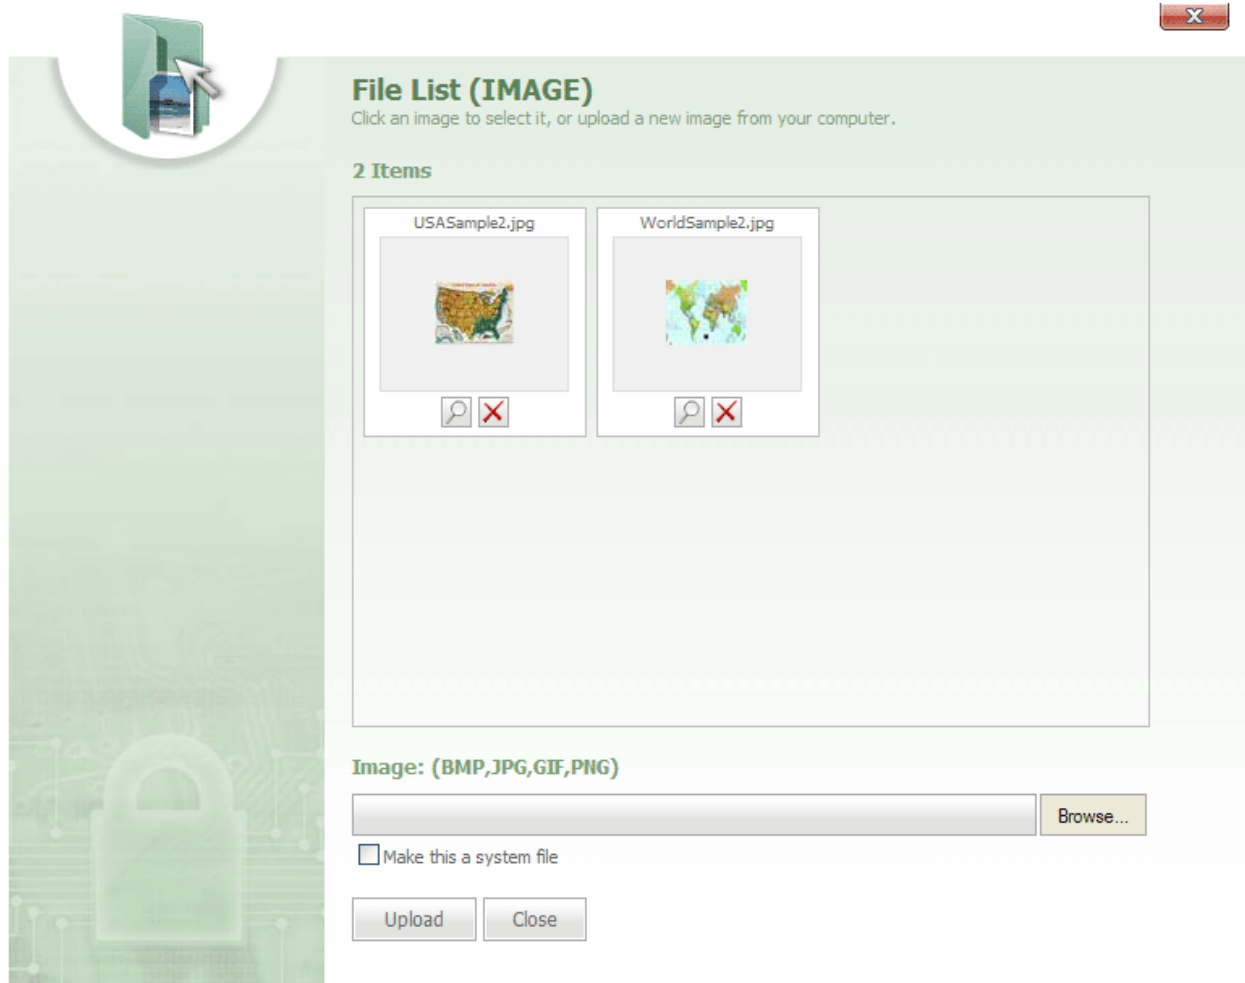 File List (IMAGE)
Click an image to select it, or upload a new image from your computer.
2 Items
USASample2.jpg
WorldSample2.jpg
Image: (BMP,JPG,GIF,PNG)
Browse...
Make this a system file
Upload
Close